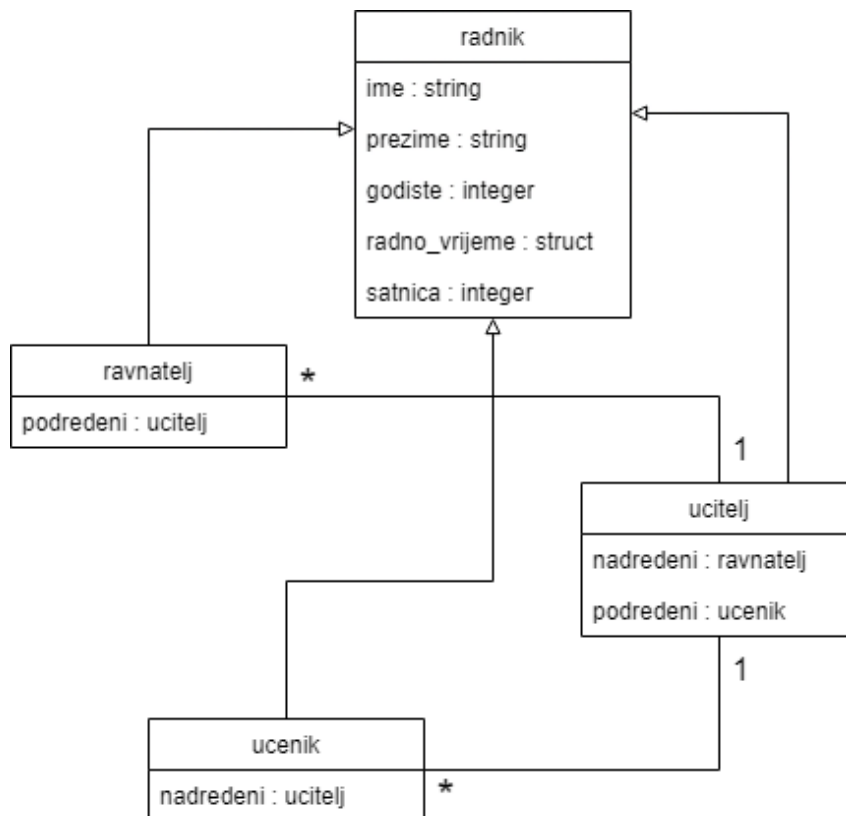 radnik
ime : string
prezime : string
godiste : integer
radno_vrijeme : struct
satnica : integer
ravnatelj
podredeni : ucitelj
*
1
ucitelj
nadredeni : ravnatelj
podredeni : ucenik
1
ucenik
nadredeni : ucitelj
*